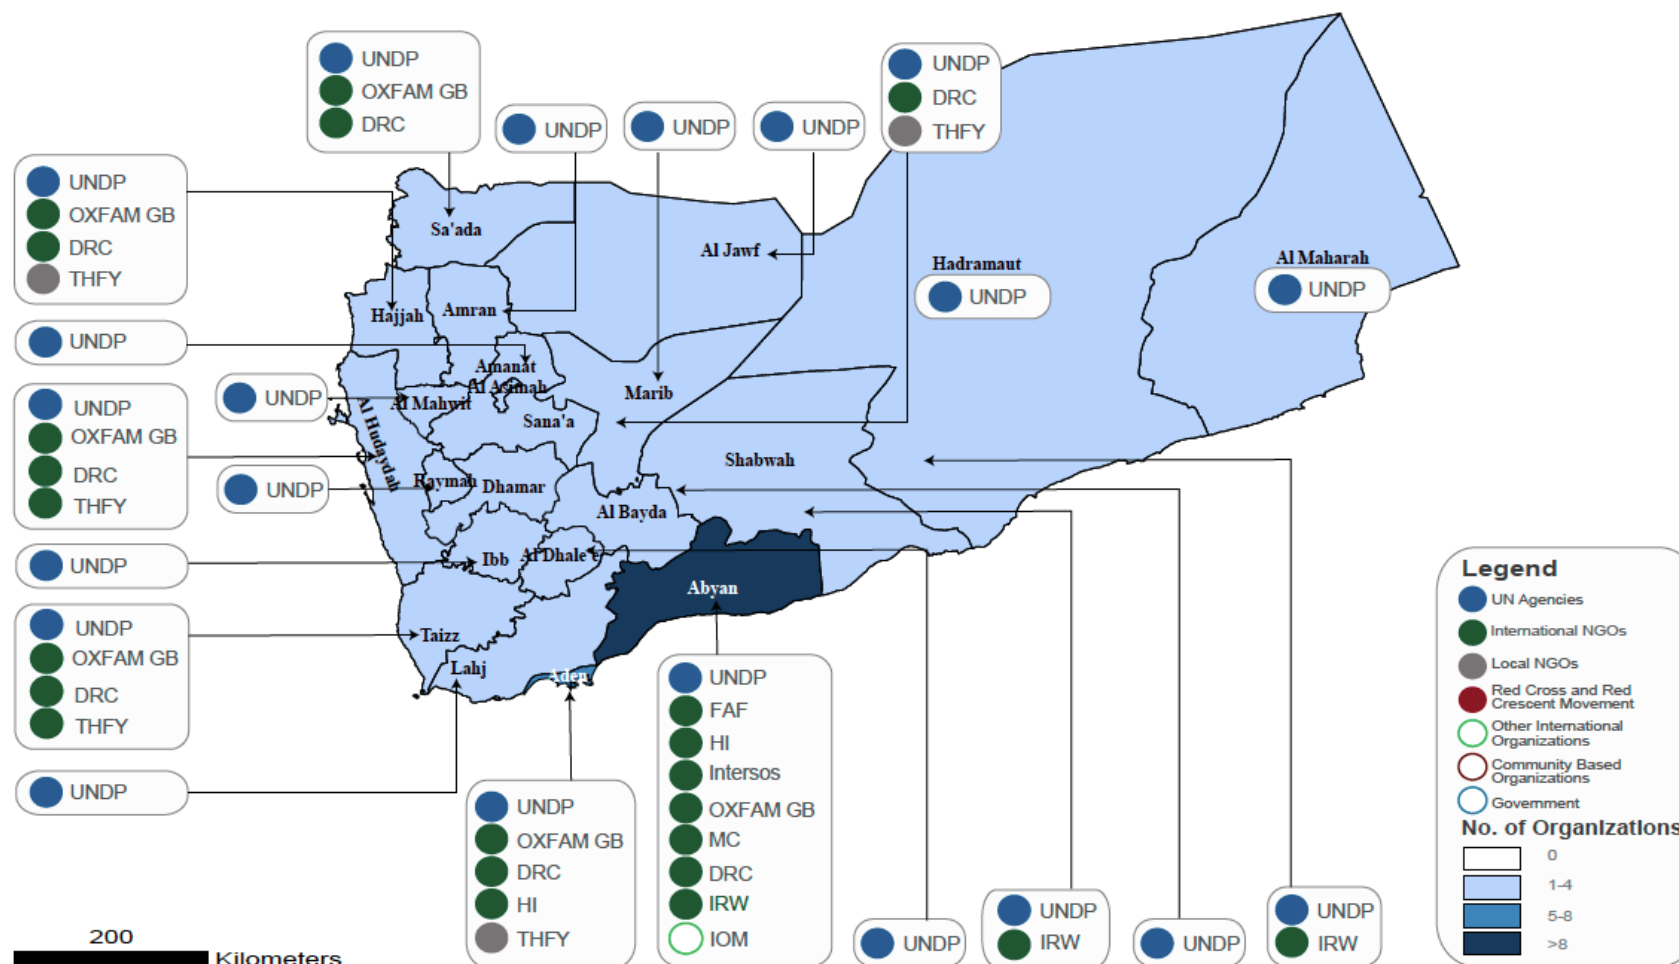 UNDP
OXFAM GB
DRC
UNDP
UNDP
UNDP
UNDP
DRC
THFY
UNDP
OXFAM GB
DRC
THFY
Sa'ada
Al Jawf
Hadramaut
UNDP
Al Maharah
UNDP
Hajjah
Amran
UNDP
Amanat
Al Asimah
UNDP
Al Mahwit
Marib
Sana'a
UNDP
OXFAM GB
DRC
THFY
Al Hudaydah
Shabwah
UNDP
Raymah
Dhamar
Al Bayda
UNDP
Ibb
Al Dhale'e
Abyan
UNDP
OXFAM GB
DRC
THFY
Taizz
Lahj
Aden
UNDP
UNDP
OXFAM GB
DRC
HI
THFY
UNDP
FAF
HI
Intersos
OXFAM GB
MC
DRC
IRW
IOM
UNDP
UNDP
IRW
UNDP
UNDP
IRW
200
Kilometers
Legend
UN Agencies
International NGOs
Local NGOs
Red Cross and Red
Crescent Movement
Other International
Organizations
Community Based
Organizations
Government
No. of Organizations
0
1-4
5-8
>8